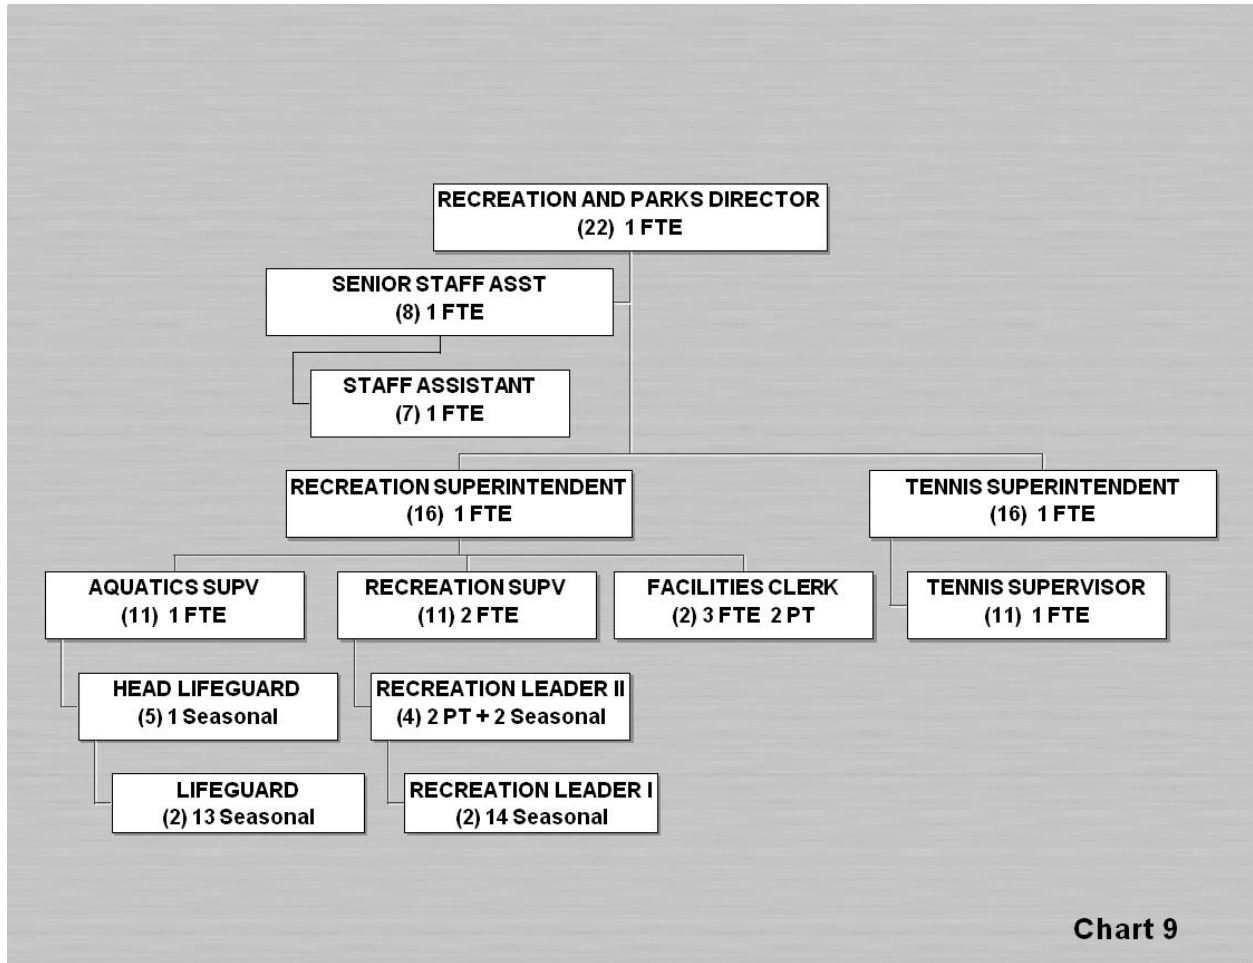 RECREATION AND PARKS DIRECTOR
(22) 1 FTE
SENIOR STAFF ASST
(8) 1 FTE
STAFF ASSISTANT
(7) 1 FTE
RECREATION SUPERINTENDENT
(16) 1 FTE
TENNIS SUPERINTENDENT
(16) 1 FTE
AQUATICS SUPV
(11) 1 FTE
RECREATION SUPV
(11) 2 FTE
FACILITIES CLERK
(2) 3 FTE 2 PT
TENNIS SUPERVISOR
(11) 1 FTE
HEAD LIFEGUARD
(5) 1 Seasonal
RECREATION LEADER II
(4) 2 PT + 2 Seasonal
LIFEGUARD
(2) 13 Seasonal
RECREATION LEADER I
(2) 14 Seasonal
Chart 9